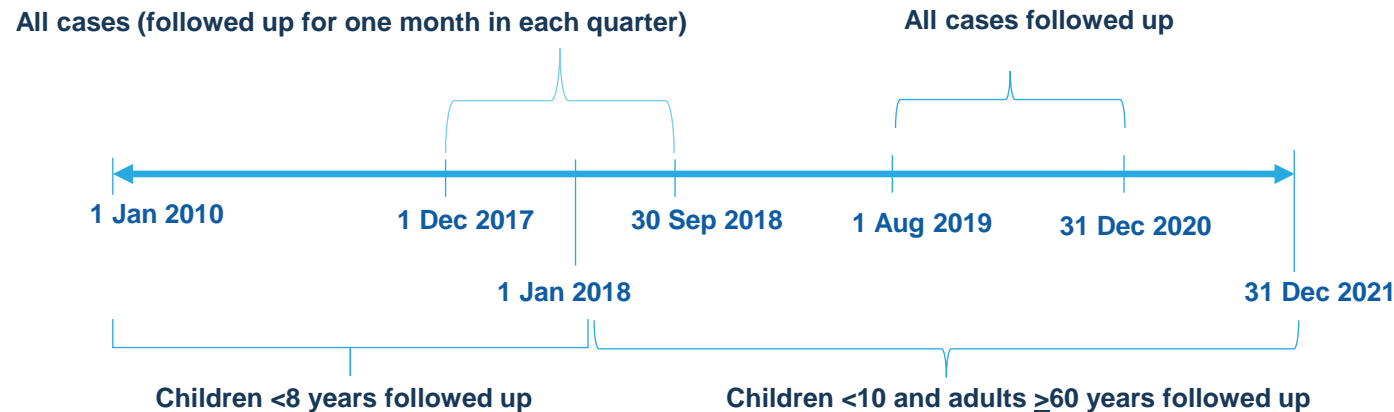 All cases (followed up for one month in each quarter)
All cases followed up
1 Jan 2010
1 Dec 2017
30 Sep 2018
1 Aug 2019
31 Dec 2020
1 Jan 2018
31 Dec 2021
Children <8 years followed up
Children <10 and adults ≥60 years followed up